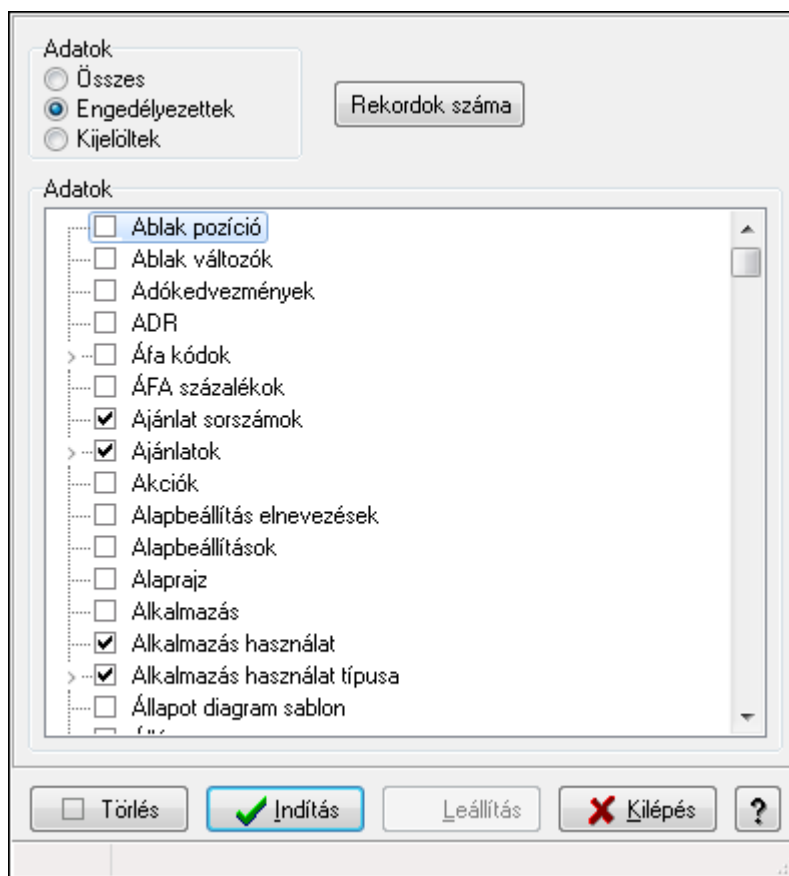 Adatok
Összes
Engedélyezettek
Kijelöltek
Rekordok száma
Adatok
Ablak pozíció
Ablak változók
Adókedvezmények
ADR
Áfa kódok
ÁFA százalékok
Ajánlat sorszámok
Ajánlatok
Akciók
Alapbeállítás elnevezések
Alapbeállítások
Alaprajz
Alkalmazás
Alkalmazás használat
Alkalmazás használat típusa
Állapot diagram sablon
Törlés
Indítás
Leállítás
Kilépés
?